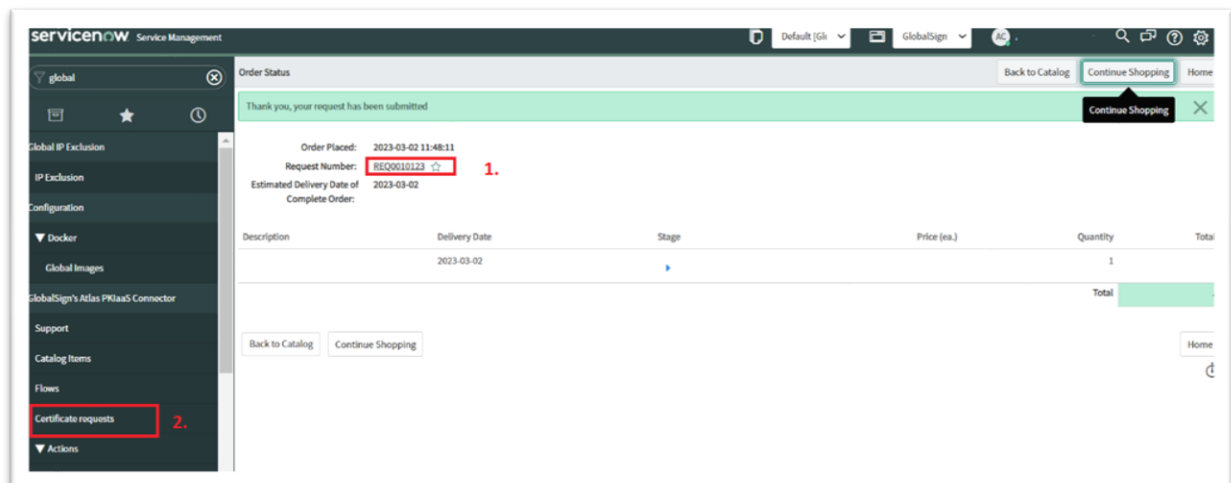 servicenow Service Management
Default [Gl
GlobalSign
AC
global
Order Status
Back to Catalog
Continue Shopping
Home
Thank you, your request has been submitted
Continue Shopping
Global IP Exclusion
Order Placed: 2023-03-02 11:48:11
Request Number: REQ0010123
1.
IP Exclusion
Estimated Delivery Date of Complete Order: 2023-03-02
Configuration
Docker
Description Delivery Date Stage Price (ea.) Quantity Total
Global Images
2023-03-02 1
GlobalSign's Atlas PKIaaS Connector
Total
Support
Back to Catalog
Continue Shopping
Home
Catalog Items
Flows
Certificate requests
2.
Actions